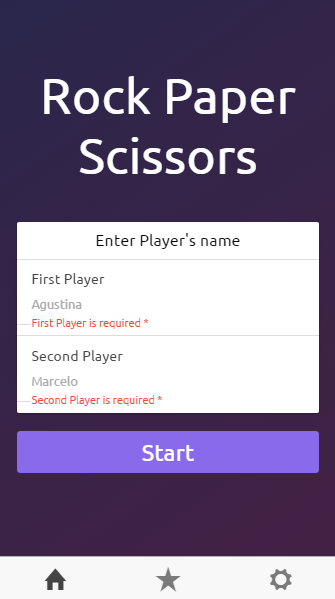 Rock Paper
Scissors
Enter Player's name
First Player
Agustina
First Player is required *
Second Player
Marcelo
Second Player is required *
Start